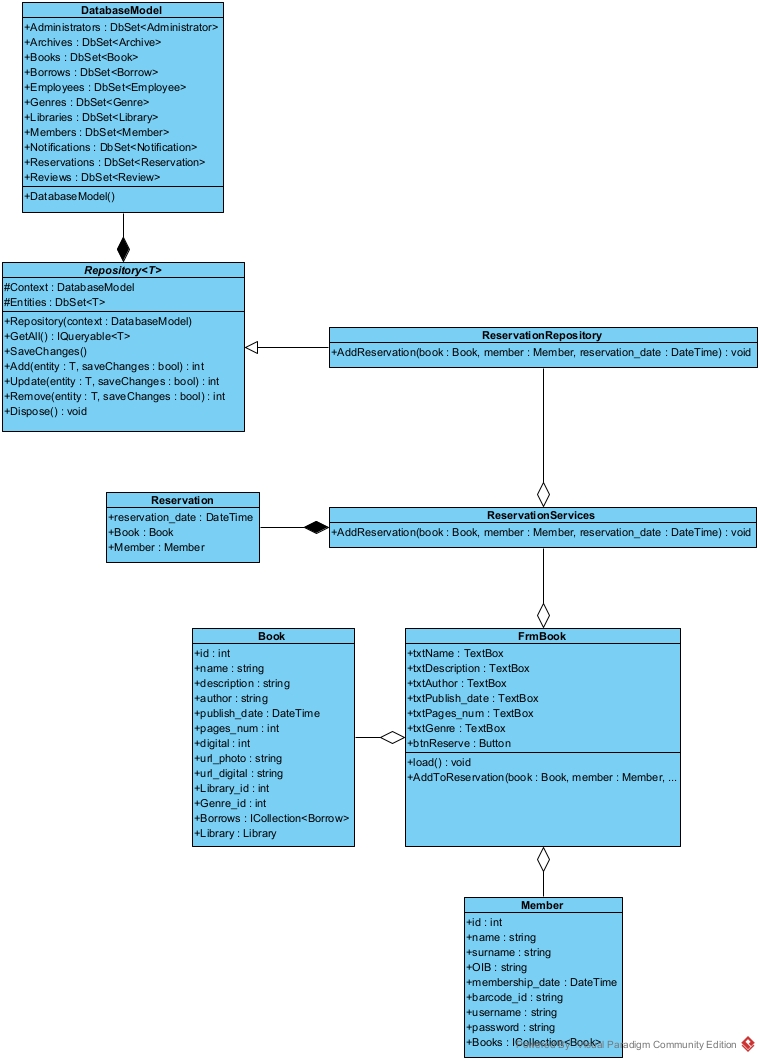 DatabaseModel
+Administrators : DbSet<Administrator>
+Archives : DbSet<Archive>
+Books : DbSet<Book>
+Borrows : DbSet<Borrow>
+Employees : DbSet<Employee>
+Genres : DbSet<Genre>
+Libraries : DbSet<Library>
+Members : DbSet<Member>
+Notifications : DbSet<Notification>
+Reservations : DbSet<Reservation>
+Reviews : DbSet<Review>
+DatabaseModel()
Repository<T>
#Context : DatabaseModel
#Entities : DbSet<T>
+Repository(context : DatabaseModel)
+GetAll() : IQueryable<T>
+SaveChanges()
+Add(entity : T, saveChanges : bool) : int
+Update(entity : T, saveChanges : bool) : int
+Remove(entity : T, saveChanges : bool) : int
+Dispose() : void
ReservationRepository
+AddReservation(book : Book, member : Member, reservation_date : DateTime) : void
Reservation
+reservation_date : DateTime
+Book : Book
+Member : Member
ReservationServices
+AddReservation(book : Book, member : Member, reservation_date : DateTime) : void
Book
+id : int
+name : string
+description : string
+author : string
+publish_date : DateTime
+pages_num : int
+digital : int
+url_photo : string
+url_digital : string
+Library_id : int
+Genre_id : int
+Borrows : ICollection<Borrow>
+Library : Library
FrmBook
+txtName : TextBox
+txtDescription : TextBox
+txtAuthor : TextBox
+txtPublish_date : TextBox
+txtPages_num : TextBox
+txtGenre : TextBox
+btnReserve : Button
+load() : void
+AddToReservation(book : Book, member : Member, ...
Member
+id : int
+name : string
+surname : string
+OIB : string
+membership_date : DateTime
+barcode_id : string
+username : string
+password : string
+Books : ICollection<Book>
Powered By Visual Paradigm Community Edition